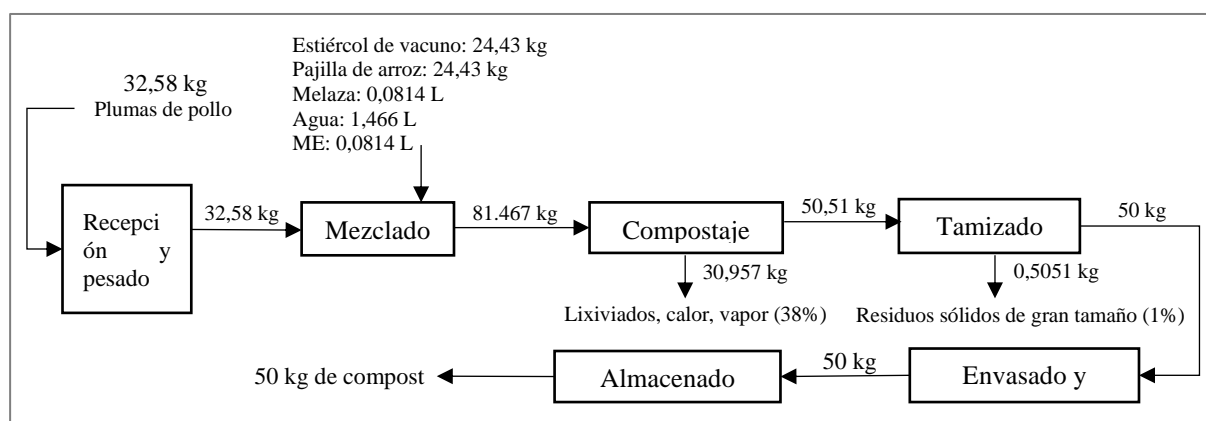 Estiércol de vacuno: 24,43 kg
Pajilla de arroz: 24,43 kg
Melaza: 0,0814 L
Agua: 1,466 L
ME: 0,0814 L
32,58 kg
Plumas de pollo
Recepci
ón y
pesado
32,58 kg
Mezclado
81.467 kg
Compostaje
50,51 kg
Tamizado
50 kg
30,957 kg
Lixiviados, calor, vapor (38%)
0,5051 kg
Residuos sólidos de gran tamaño (1%)
50 kg de compost
Almacenado
50 kg
Envasado y